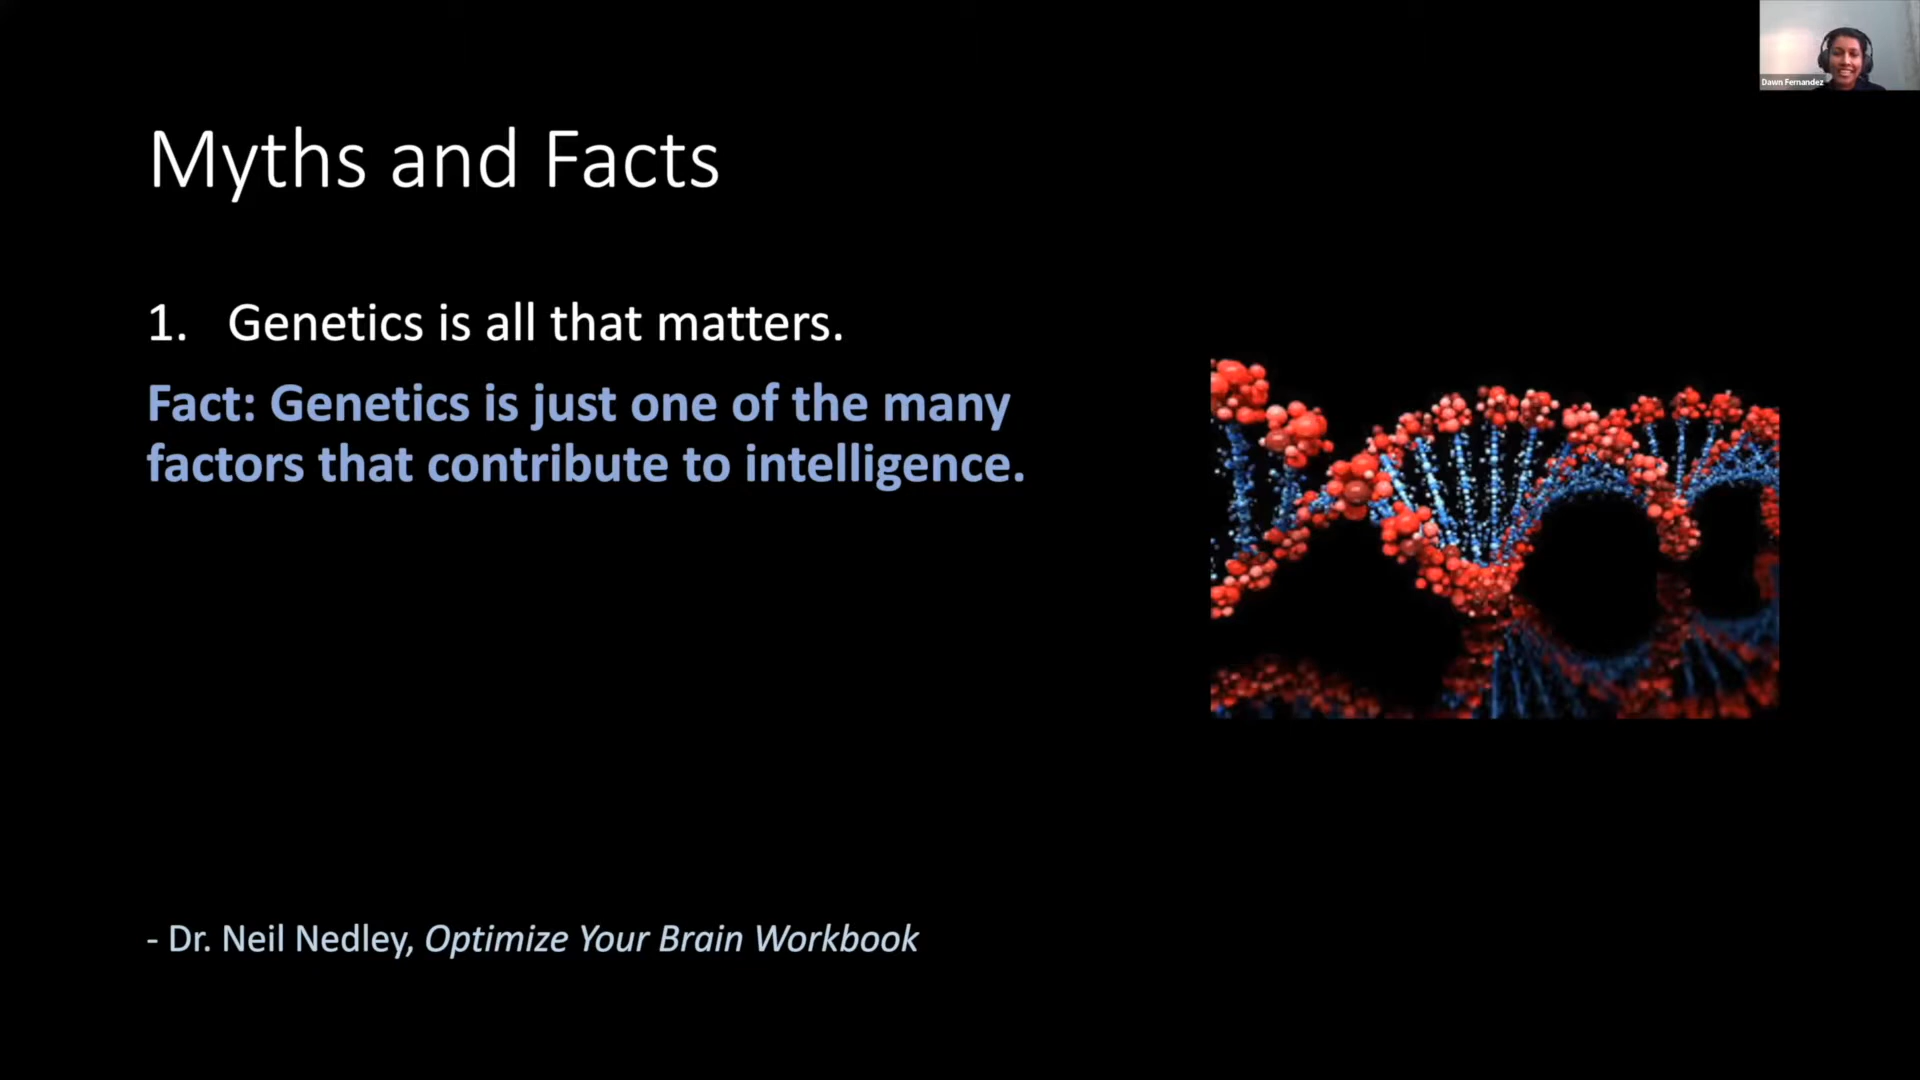 Dawn Fernandez
Myths and Facts
1. Genetics is all that matters.
Fact: Genetics is just one of the many
factors that contribute to intelligence.
- Dr. Neil Nedley, Optimize Your Brain Workbook